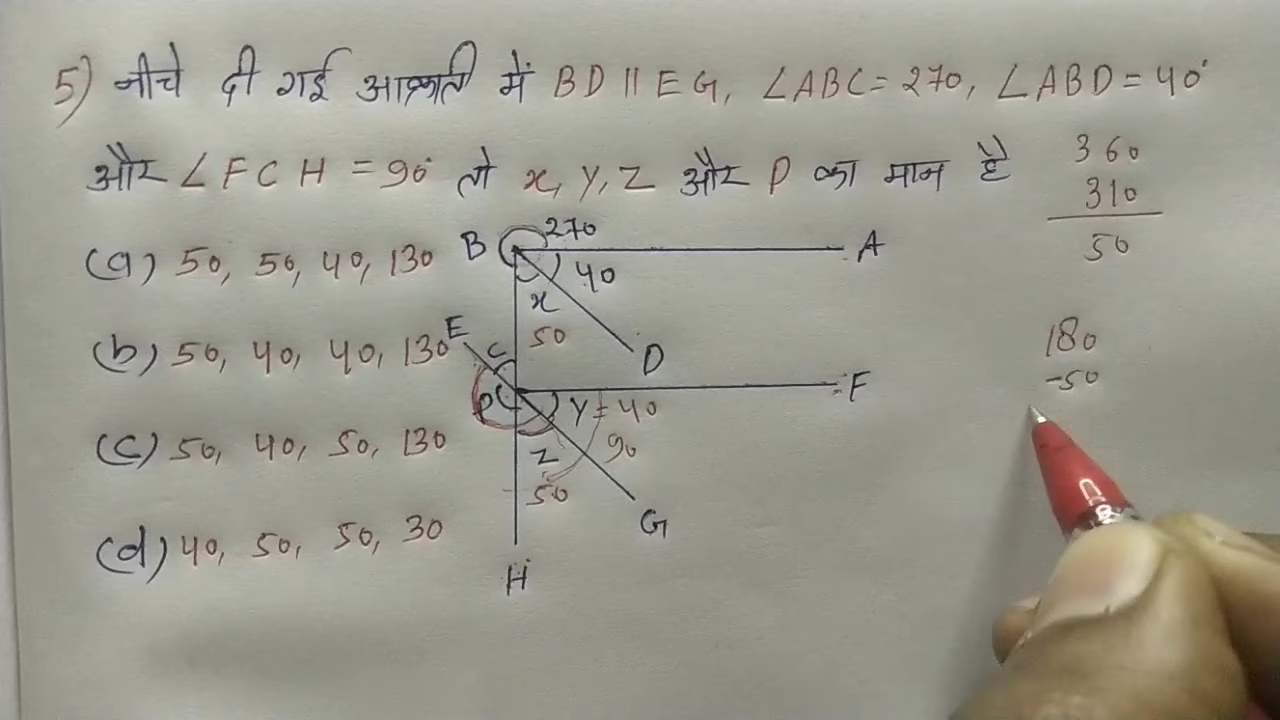 5) नीचे दी गई आकृती में BD || EG, ∠ABC = 270, ∠ABD = 40°
और ∠FCH = 90° तो x, y, z और P का मान है
360
310
50
(a) 50, 50, 40, 130
(b) 50, 40, 40, 130
(c) 50, 40, 50, 130
(d) 40, 50, 50, 30
B 270 A
40
x
50
E C D
P y = 40 F
z 90
50
G
H
180
-50